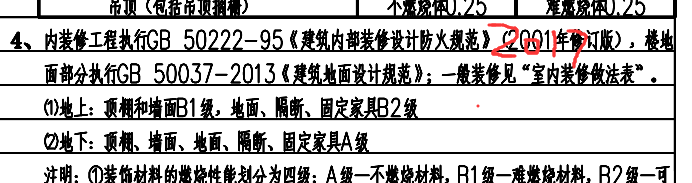 吊顶（包括吊顶搁栅） 不燃烧体0.25 难燃烧体0.25
4、内装修工程执行GB 50222-95《建筑内部装修设计防火规范》（2001年修订版），楼地
2017
面部分执行GB 50037-2013《建筑地面设计规范》；一般装修见“室内装修做法表”。
⑴地上：顶棚和墙面B1级，地面、隔断、固定家具B2级
⑵地下：顶棚、墙面、地面、隔断、固定家具A级
注明：①装饰材料的燃烧性能划分为四级：A级—不燃烧材料，B1级—难燃烧材料，B2级—可